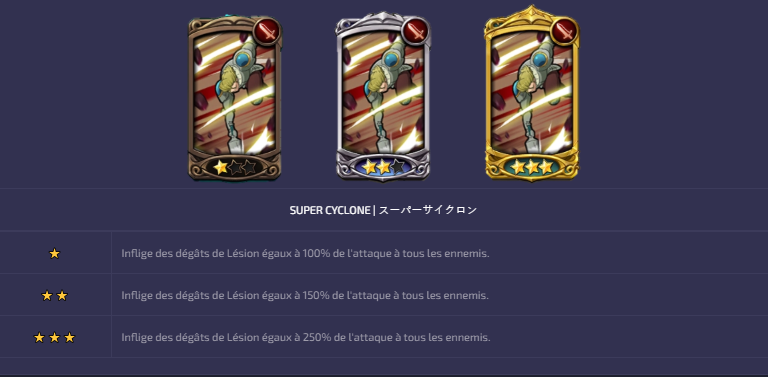 SUPER CYCLONE | スーパーサイクロン
★ Inflige des dégâts de Lésion égaux à 100% de l'attaque à tous les ennemis.
★★ Inflige des dégâts de Lésion égaux à 150% de l'attaque à tous les ennemis.
★★★ Inflige des dégâts de Lésion égaux à 250% de l'attaque à tous les ennemis.